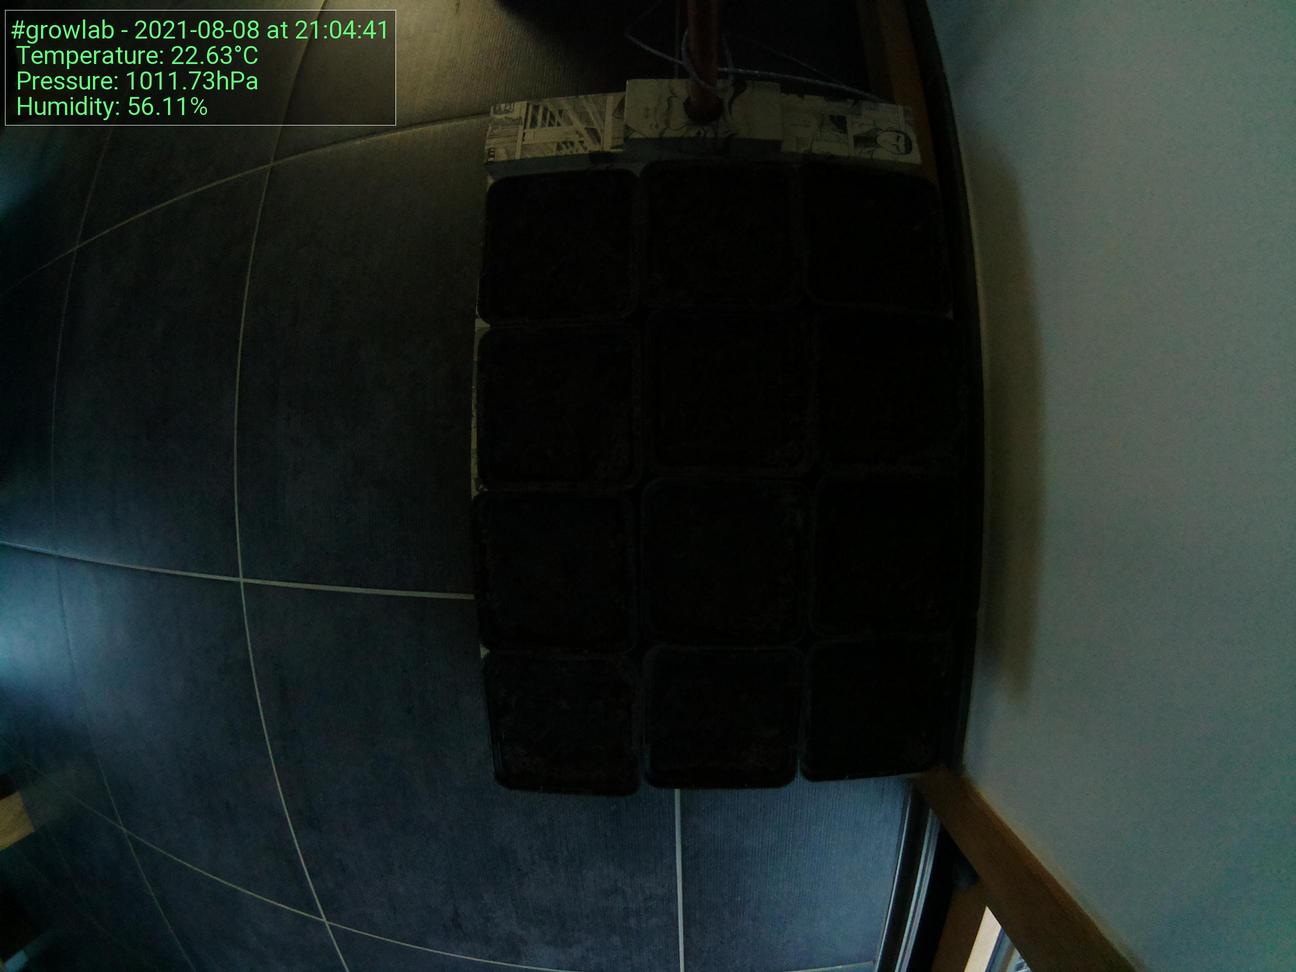 #growlab - 2021-08-08 at 21:04:41
Temperature: 22.63°C
Pressure: 1011.73hPa
Humidity: 56.11%